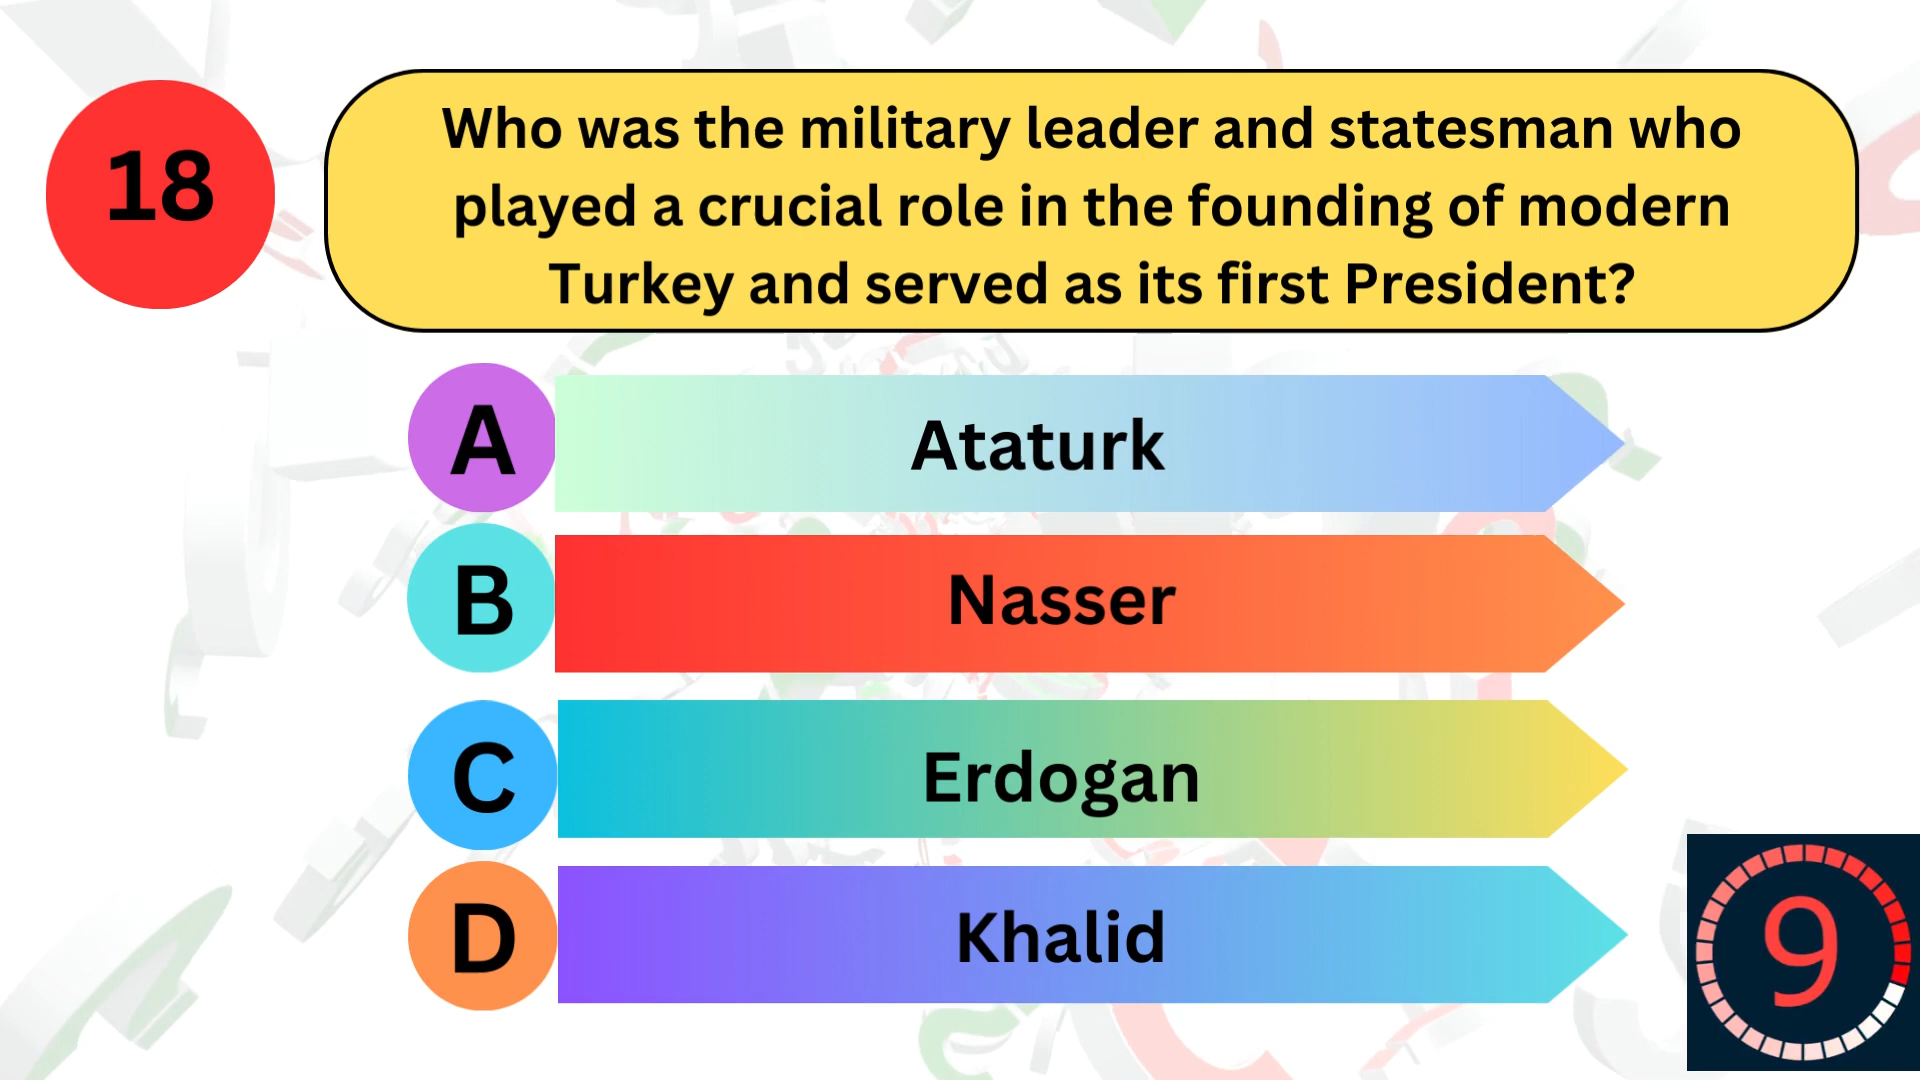 18
Who was the military leader and statesman who
played a crucial role in the founding of modern
Turkey and served as its first President?
A
Ataturk
B
Nasser
C
Erdogan
D
Khalid
9